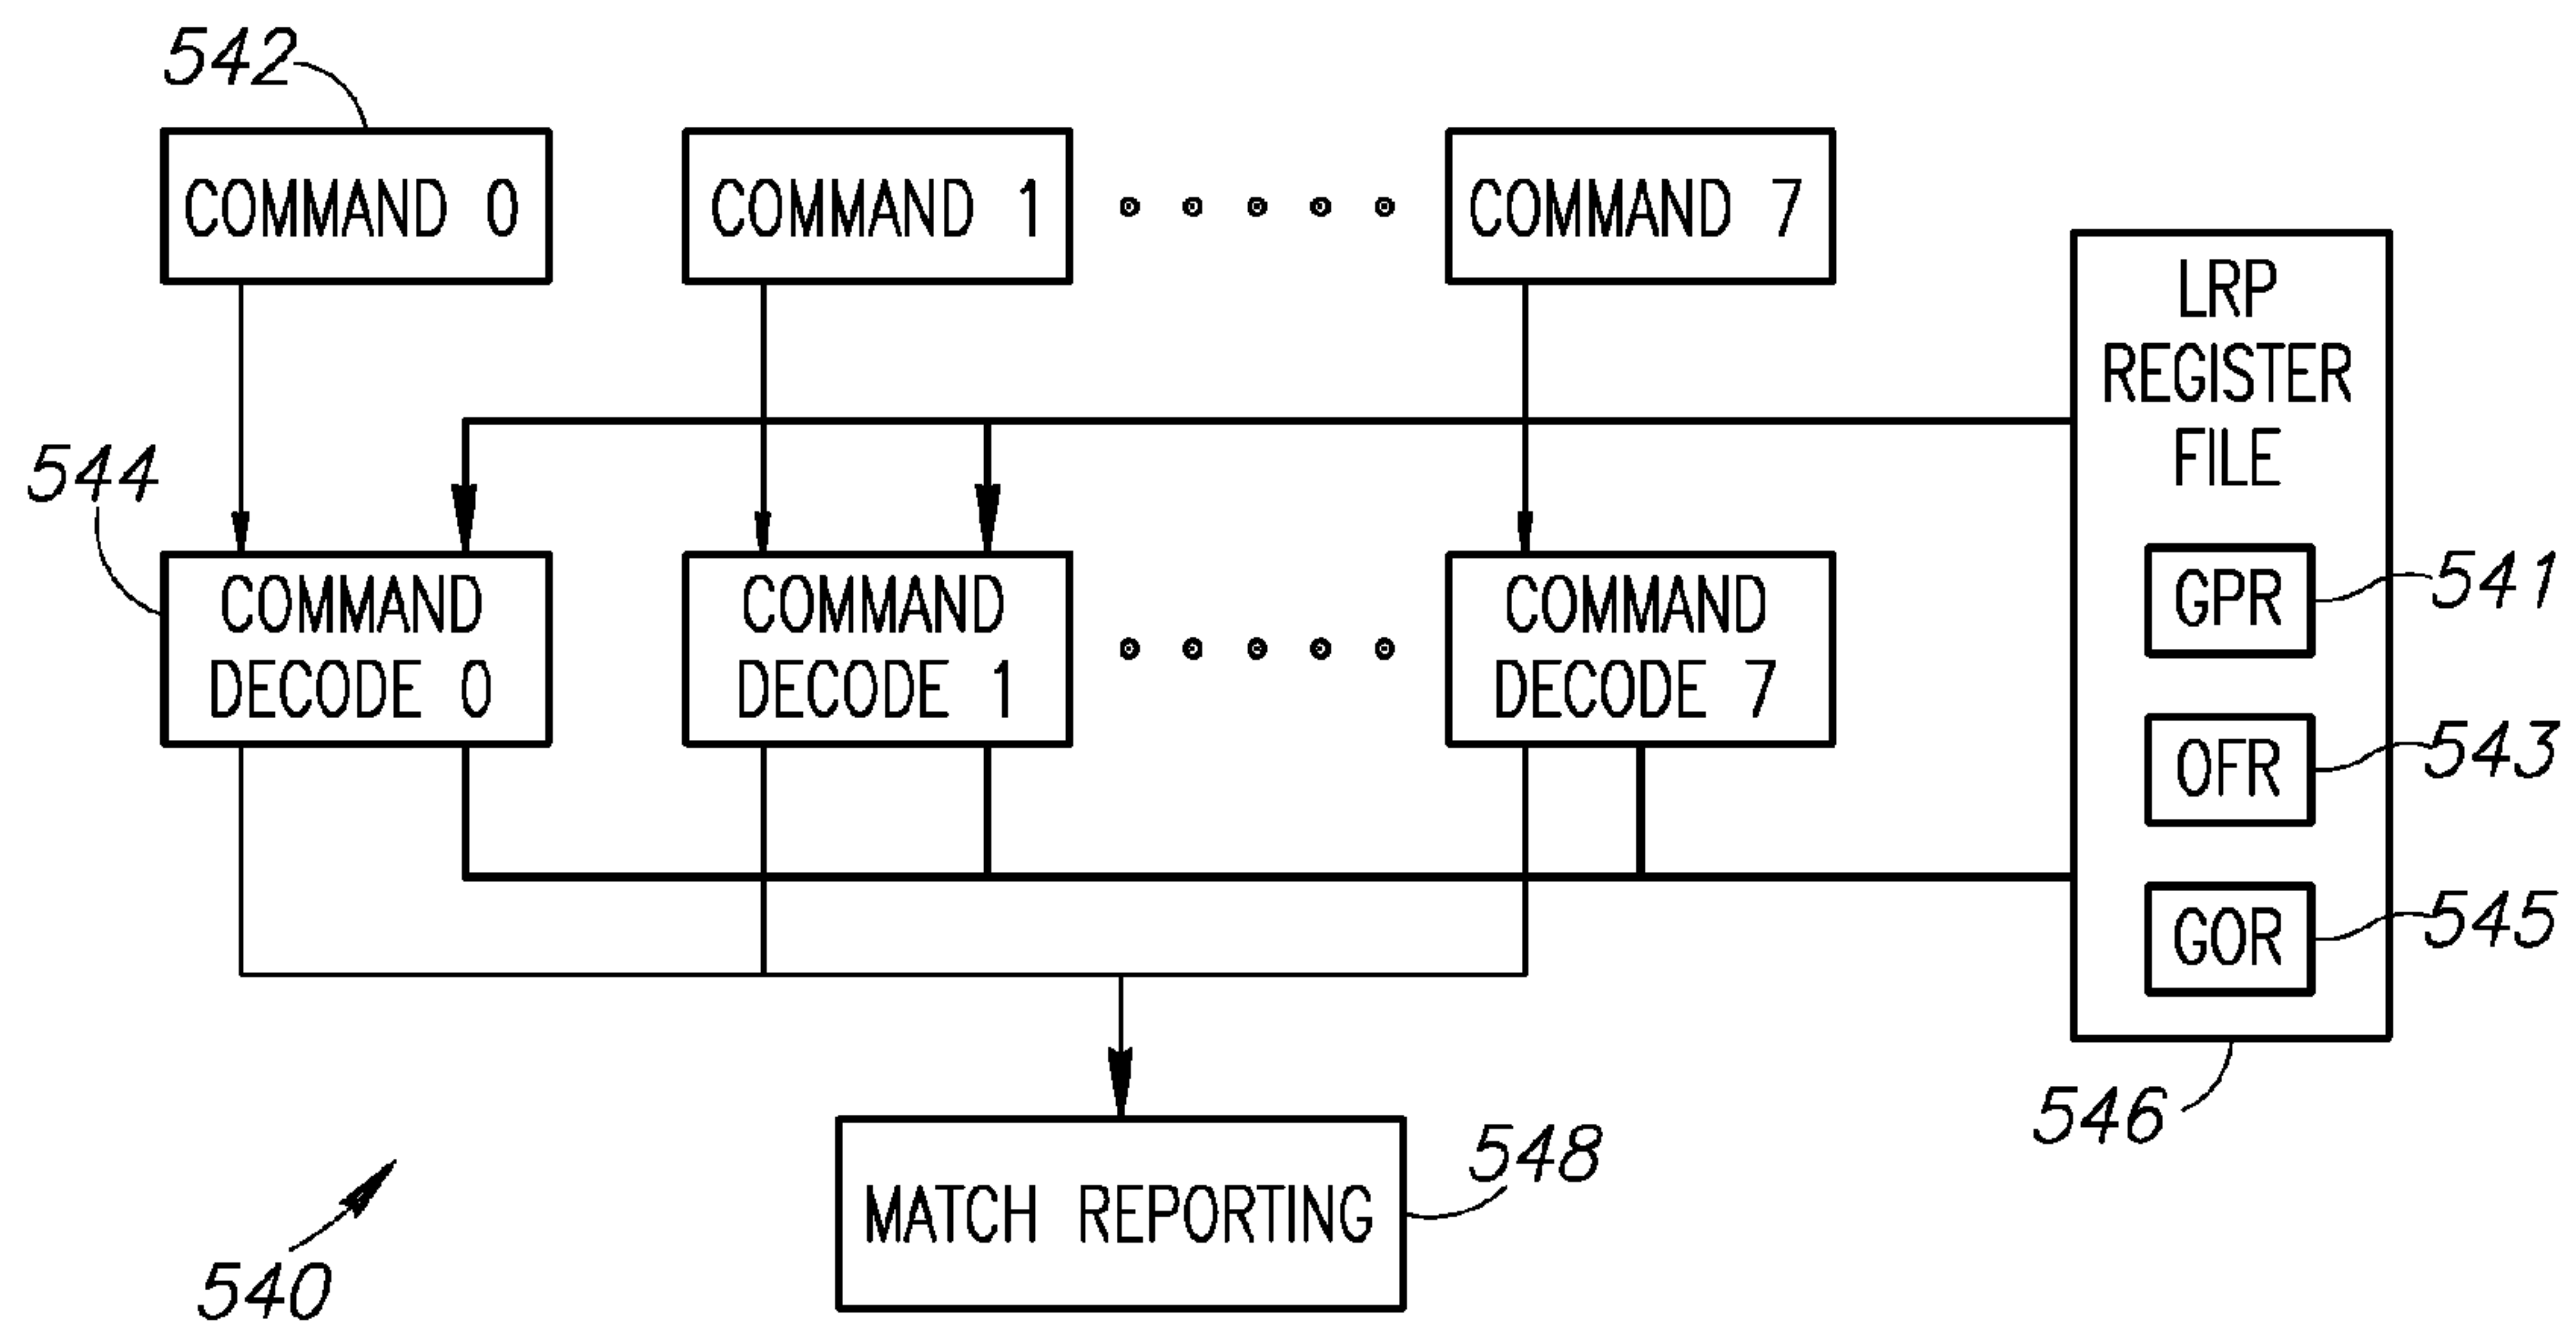 542
COMMAND 0
COMMAND 1
COMMAND 7
LRP
REGISTER
FILE
544
COMMAND
DECODE 0
COMMAND
DECODE 1
COMMAND
DECODE 7
GPR
541
OFR
543
GOR
545
546
MATCH REPORTING
548
540